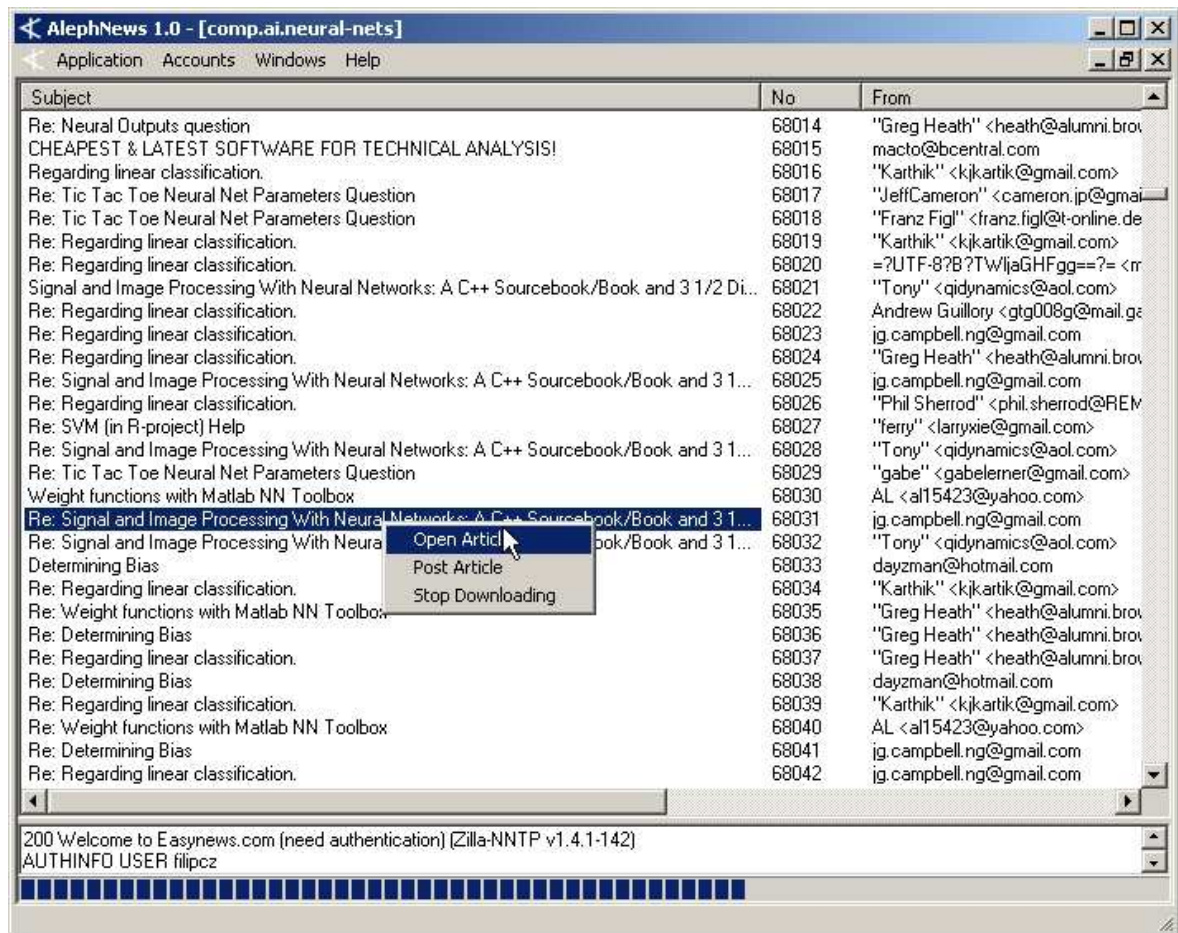 AlephNews 1.0 - [comp.ai.neural-nets]
Application Accounts Windows Help
Subject No From
Re: Neural Outputs question 68014 "Greg Heath" <heath@alumni.brov
CHEAPEST & LATEST SOFTWARE FOR TECHNICAL ANALYSIS! 68015 macto@bcentral.com
Regarding linear classification. 68016 "Karthik" <kjkartik@gmail.com>
Re: Tic Tac Toe Neural Net Parameters Question 68017 "JeffCameron" <cameron.jp@gmai
Re: Tic Tac Toe Neural Net Parameters Question 68018 "Franz Figl" <franz.figl@t-online.de
Re: Regarding linear classification. 68019 "Karthik" <kjkartik@gmail.com>
Re: Regarding linear classification. 68020 =?UTF-8?B?TWljaGHFgg==?= <m
Signal and Image Processing With Neural Networks: A C++ Sourcebook/Book and 3 1/2 Di... 68021 "Tony" <qidynamics@aol.com>
Re: Regarding linear classification. 68022 Andrew Guillory <gtg008g@mail.ga
Re: Regarding linear classification. 68023 jg.campbell.ng@gmail.com
Re: Regarding linear classification. 68024 "Greg Heath" <heath@alumni.brov
Re: Signal and Image Processing With Neural Networks: A C++ Sourcebook/Book and 3 1... 68025 jg.campbell.ng@gmail.com
Re: Regarding linear classification. 68026 "Phil Sherrod" <phil.sherrod@REM
Re: SVM (in R-project) Help 68027 "ferry" <larryxie@gmail.com>
Re: Signal and Image Processing With Neural Networks: A C++ Sourcebook/Book and 3 1... 68028 "Tony" <qidynamics@aol.com>
Re: Tic Tac Toe Neural Net Parameters Question 68029 "gabe" <gabelerner@gmail.com>
Weight functions with Matlab NN Toolbox 68030 AL <al15423@yahoo.com>
Re: Signal and Image Processing With Neural Networks: A C++ Sourcebook/Book and 3 1... 68031 jg.campbell.ng@gmail.com
Open Article
Re: Signal and Image Processing With Neura ook/Book and 3 1... 68032 "Tony" <qidynamics@aol.com>
Determining Bias 68033 dayzman@hotmail.com
Post Article
Re: Regarding linear classification. 68034 "Karthik" <kjkartik@gmail.com>
Stop Downloading
Re: Weight functions with Matlab NN Toolbox 68035 "Greg Heath" <heath@alumni.brov
Re: Determining Bias 68036 "Greg Heath" <heath@alumni.brov
Re: Regarding linear classification. 68037 "Greg Heath" <heath@alumni.brov
Re: Determining Bias 68038 dayzman@hotmail.com
Re: Regarding linear classification. 68039 "Karthik" <kjkartik@gmail.com>
Re: Weight functions with Matlab NN Toolbox 68040 AL <al15423@yahoo.com>
Re: Determining Bias 68041 jg.campbell.ng@gmail.com
Re: Regarding linear classification. 68042 jg.campbell.ng@gmail.com
200 Welcome to Easynews.com (need authentication) (Zilla-NNTP v1.4.1-142)
AUTHINFO USER filipcz